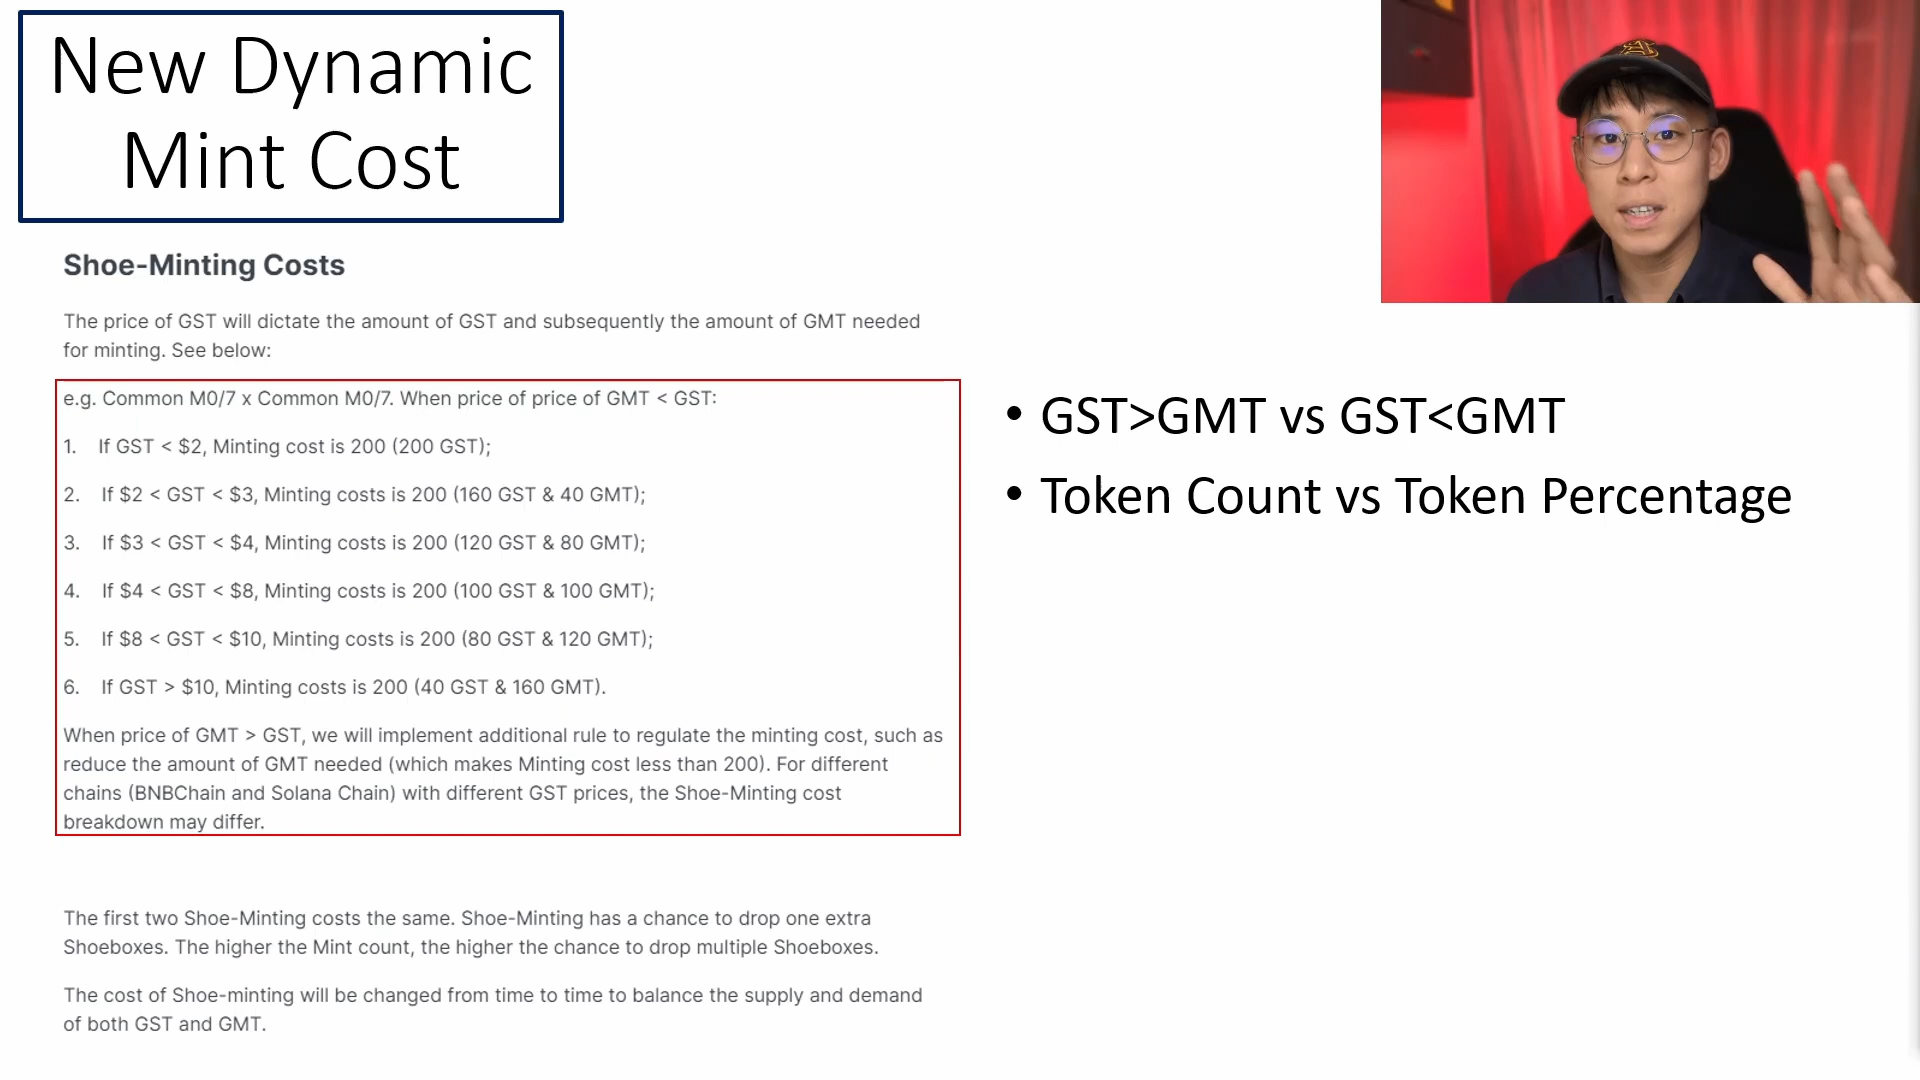 New Dynamic
Mint Cost
Shoe-Minting Costs
The price of GST will dictate the amount of GST and subsequently the amount of GMT needed
for minting. See below:
e.g. Common M0/7 x Common M0/7. When price of price of GMT < GST:
1. If GST < $2, Minting cost is 200 (200 GST);
2. If $2 < GST < $3, Minting costs is 200 (160 GST & 40 GMT);
3. If $3 < GST < $4, Minting costs is 200 (120 GST & 80 GMT);
4. If $4 < GST < $8, Minting costs is 200 (100 GST & 100 GMT);
5. If $8 < GST < $10, Minting costs is 200 (80 GST & 120 GMT);
6. If GST > $10, Minting costs is 200 (40 GST & 160 GMT).
When price of GMT > GST, we will implement additional rule to regulate the minting cost, such as
reduce the amount of GMT needed (which makes Minting cost less than 200). For different
chains (BNBChain and Solana Chain) with different GST prices, the Shoe-Minting cost
breakdown may differ.
The first two Shoe-Minting costs the same. Shoe-Minting has a chance to drop one extra
Shoeboxes. The higher the Mint count, the higher the chance to drop multiple Shoeboxes.
The cost of Shoe-minting will be changed from time to time to balance the supply and demand
of both GST and GMT.
• GST>GMT vs GST<GMT
• Token Count vs Token Percentage